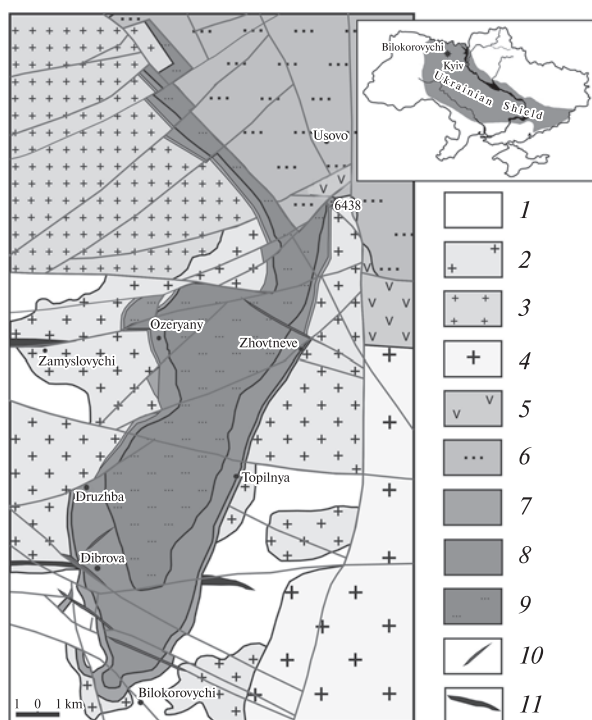 Bilokorovychi
Kyiv
Ukrainian Shield
Usovo
6438
Ozeryany
Zhovtneve
Zamyslovychi
Druzhba
Topilnya
Dibrova
Bilokorovychi
1 0 1 km
1
2
3
4
5
6
7
8
9
10
11